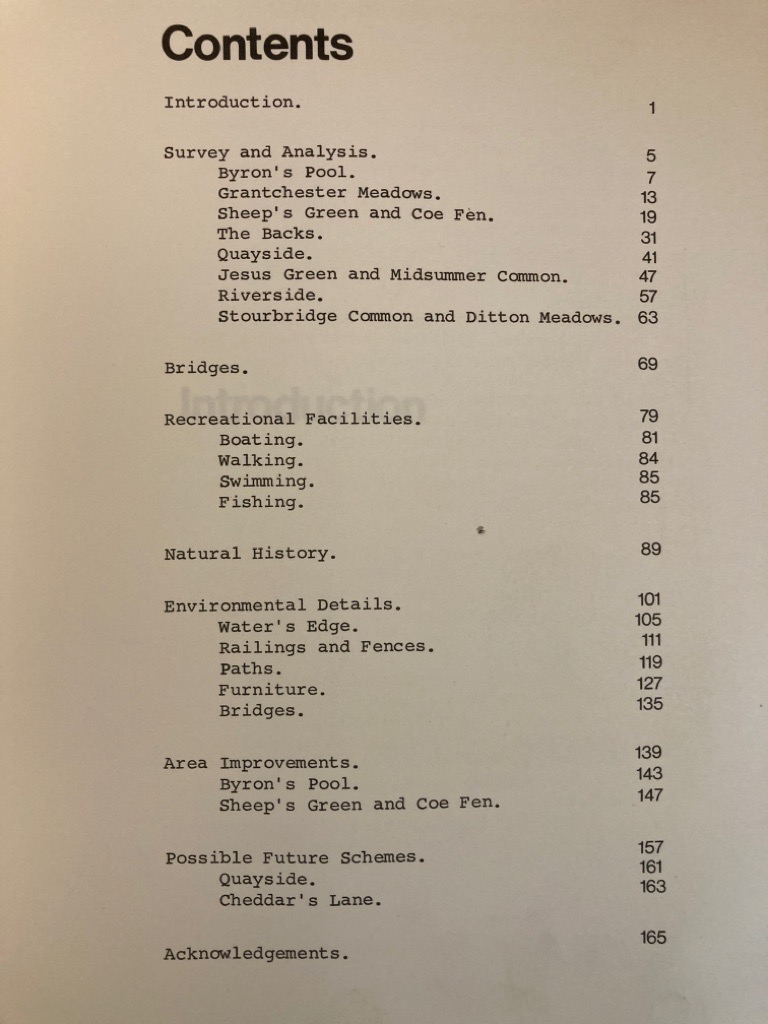 Contents
Introduction. 1
Survey and Analysis. 5
Byron's Pool. 7
Grantchester Meadows. 13
Sheep's Green and Coe Fen. 19
The Backs. 31
Quayside. 41
Jesus Green and Midsummer Common. 47
Riverside. 57
Stourbridge Common and Ditton Meadows. 63
Bridges. 69
Recreational Facilities. 79
Boating. 81
Walking. 84
Swimming. 85
Fishing. 85
Natural History. 89
Environmental Details. 101
Water's Edge. 105
Railings and Fences. 111
Paths. 119
Furniture. 127
Bridges. 135
Area Improvements. 139
Byron's Pool. 143
Sheep's Green and Coe Fen. 147
Possible Future Schemes. 157
Quayside. 161
Cheddar's Lane. 163
Acknowledgements. 165